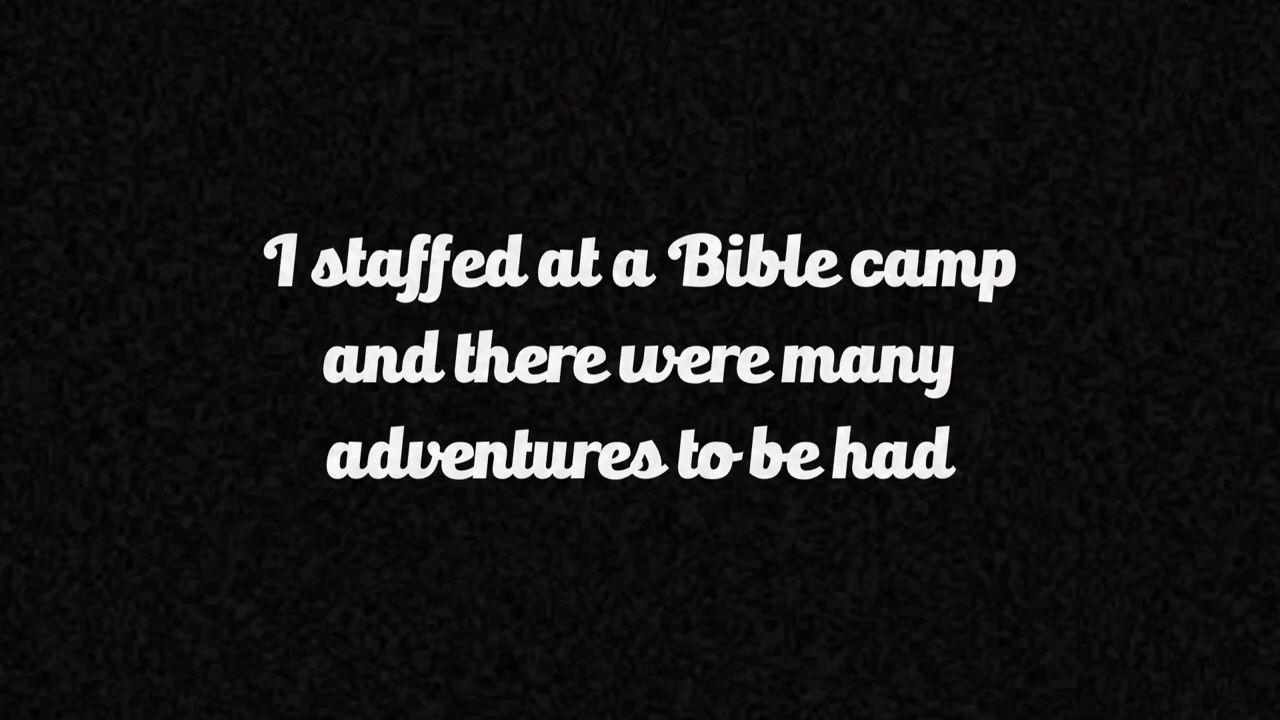 I staffed at a Bible camp
and there were many
adventures to be had